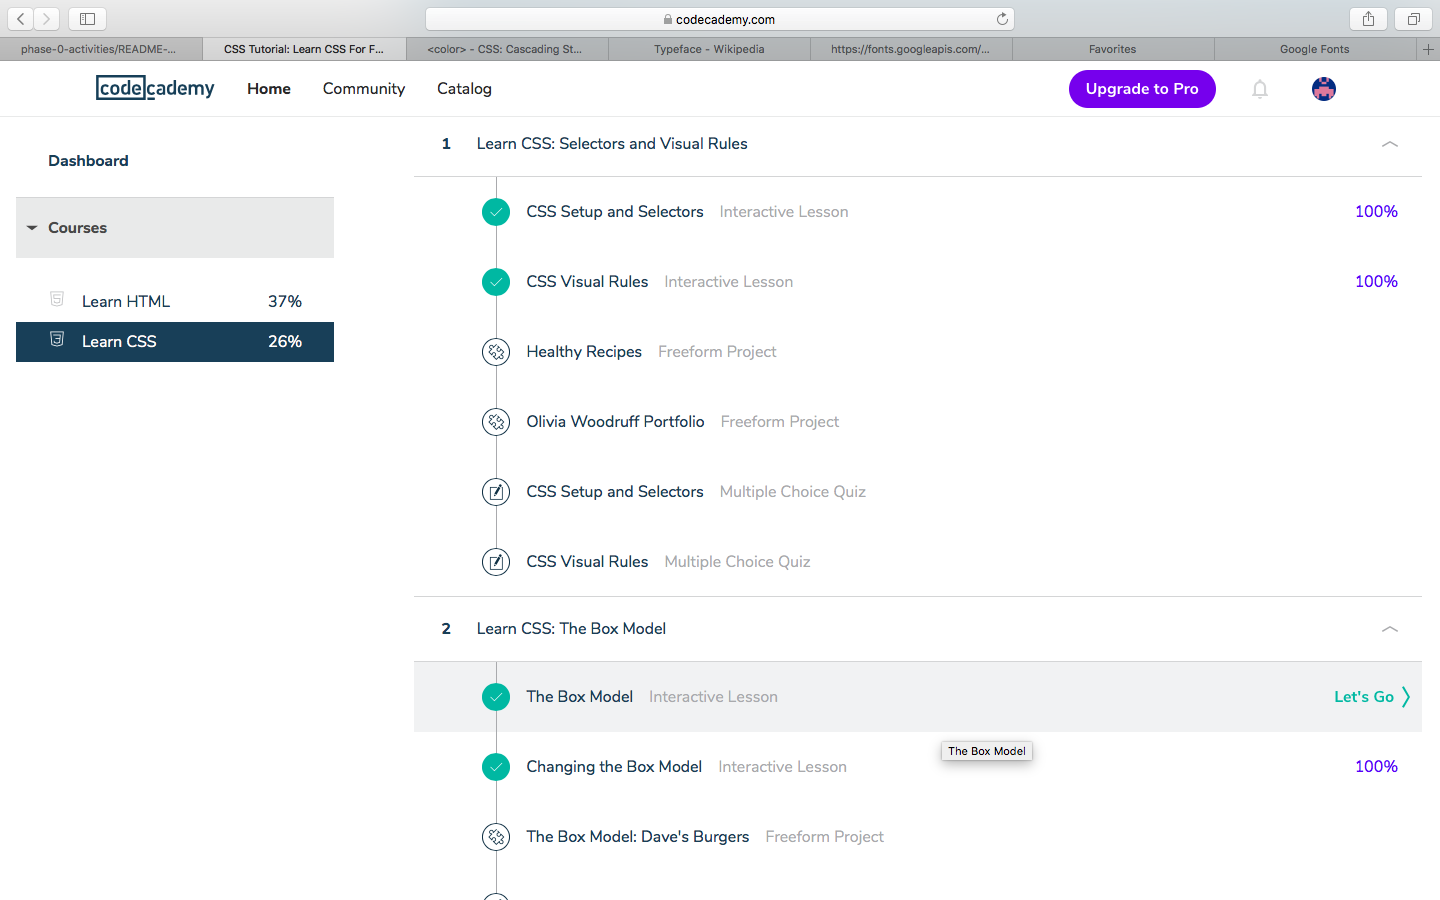 codecademy.com
phase-0-activities/README-...
CSS Tutorial: Learn CSS For F...
<color> - CSS: Cascading St...
Typeface - Wikipedia
https://fonts.googleapis.com/...
Favorites
Google Fonts
codecademy
Home
Community
Catalog
Upgrade to Pro
Dashboard
Courses
Learn HTML 37%
Learn CSS 26%
1 Learn CSS: Selectors and Visual Rules
CSS Setup and Selectors Interactive Lesson 100%
CSS Visual Rules Interactive Lesson 100%
Healthy Recipes Freeform Project
Olivia Woodruff Portfolio Freeform Project
CSS Setup and Selectors Multiple Choice Quiz
CSS Visual Rules Multiple Choice Quiz
2 Learn CSS: The Box Model
The Box Model Interactive Lesson Let's Go
The Box Model
Changing the Box Model Interactive Lesson 100%
The Box Model: Dave's Burgers Freeform Project